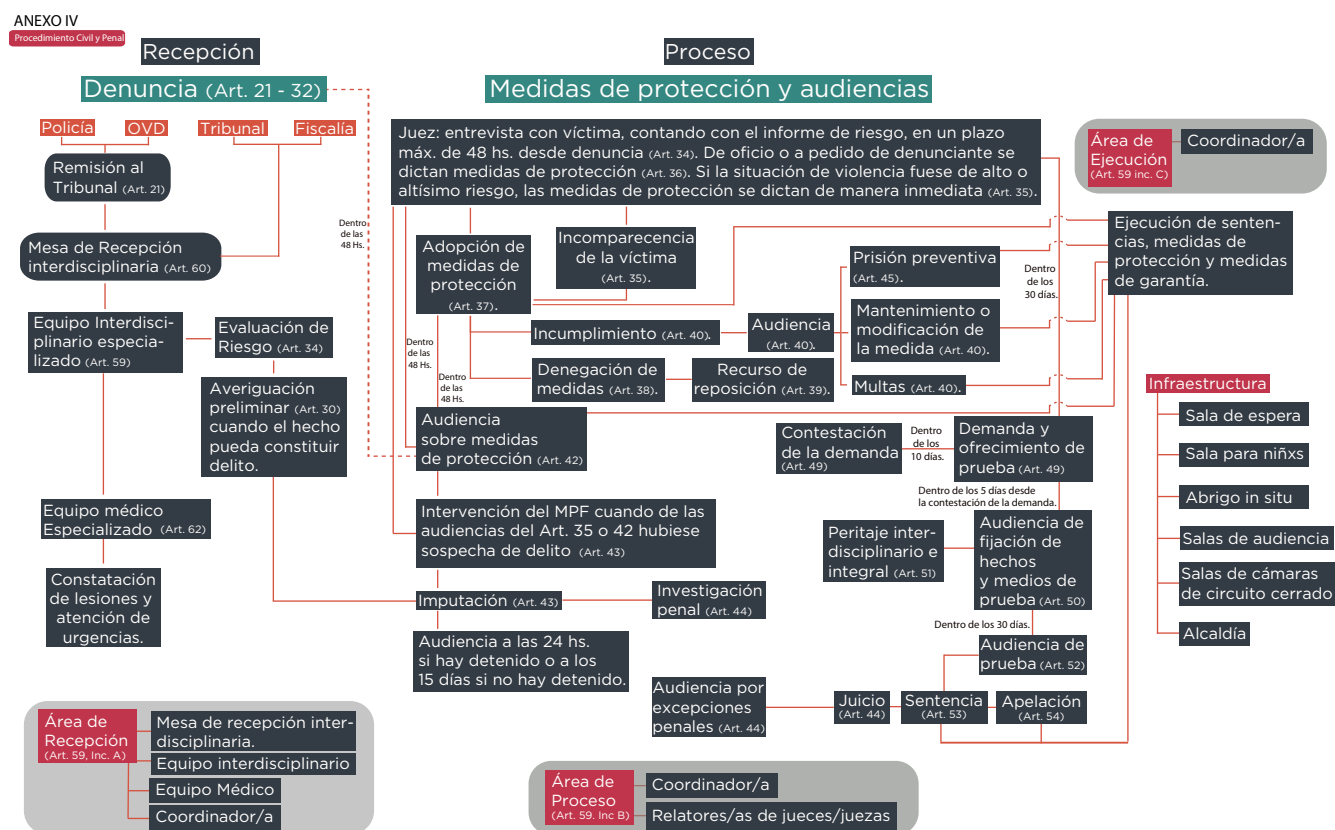 ANEXO IV
Procedimiento Civil y Penal
Recepción
Denuncia (Art. 21 - 32)
Policía
OVD
Tribunal
Fiscalía
Remisión al
Tribunal (Art. 21)
Mesa de Recepción
interdisciplinaria (Art. 60)
Equipo Interdisci-
plinario especia-
lizado (Art. 59)
Evaluación de
Riesgo (Art. 34)
Averiguación
preliminar (Art. 30)
cuando el hecho
pueda constituir
delito.
Equipo médico
Especializado (Art. 62)
Constatación
de lesiones y
atención de
urgencias.
Área de
Recepción
(Art. 59, Inc. A)
Mesa de recepción inter-
disciplinaria.
Equipo interdisciplinario
Equipo Médico
Coordinador/a
Proceso
Medidas de protección y audiencias
Juez: entrevista con víctima, contando con el informe de riesgo, en un plazo
máx. de 48 hs. desde denuncia (Art. 34). De oficio o a pedido de denunciante se
dictan medidas de protección (Art. 36). Si la situación de violencia fuese de alto o
altísimo riesgo, las medidas de protección se dictan de manera inmediata (Art. 35).
Dentro
de las
48 Hs.
Adopción de
medidas de
protección
(Art. 37).
Incomparecencia
de la víctima
(Art. 35).
Incumplimiento (Art. 40).
Audiencia
(Art. 40).
Prisión preventiva
(Art. 45).
Mantenimiento o
modificación de
la medida (Art. 40).
Multas (Art. 40).
Denegación de
medidas (Art. 38).
Recurso de
reposición (Art. 39).
Dentro
de las
48 Hs.
Dentro
de las
48 Hs.
Dentro
de los
30 días.
Audiencia
sobre medidas
de protección (Art. 42)
Contestación
de la demanda
(Art. 49)
Dentro
de los
10 días.
Demanda y
ofrecimiento de
prueba (Art. 49)
Dentro de los 5 días desde
la contestación de la demanda.
Intervención del MPF cuando de las
audiencias del Art. 35 o 42 hubiese
sospecha de delito (Art. 43)
Peritaje inter-
disciplinario e
integral (Art. 51)
Audiencia de
fijación de
hechos
y medios de
prueba (Art. 50)
Imputación (Art. 43)
Investigación
penal (Art. 44)
Dentro de los 30 días.
Audiencia a las 24 hs.
si hay detenido o a los
15 días si no hay detenido.
Audiencia de
prueba (Art. 52)
Audiencia por
excepciones
penales (Art. 44)
Juicio
(Art. 44)
Sentencia
(Art. 53)
Apelación
(Art. 54)
Área de
Proceso
(Art. 59. Inc B)
Coordinador/a
Relatores/as de jueces/juezas
Área de
Ejecución
(Art. 59 inc. C)
Coordinador/a
Ejecución de senten-
cias, medidas de
protección y medidas
de garantía.
Infraestructura
Sala de espera
Sala para niñxs
Abrigo in situ
Salas de audiencia
Salas de cámaras
de circuito cerrado
Alcaldía